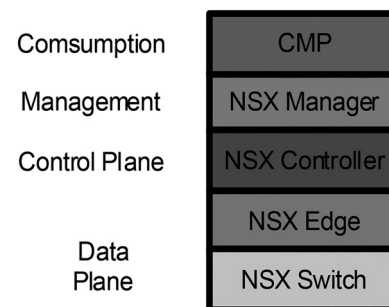 Comsumption
CMP
Management
NSX Manager
Control Plane
NSX Controller
NSX Edge
Data
Plane
NSX Switch